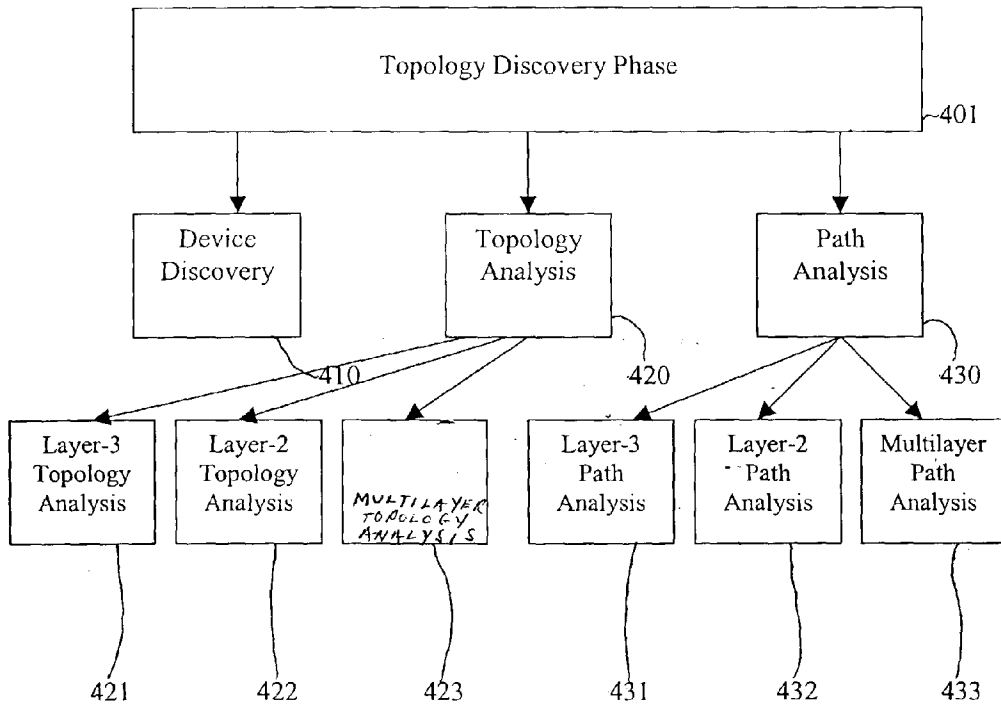 Topology Discovery Phase
401
Device
Discovery
Topology
Analysis
Path
Analysis
410
420
430
Layer-3
Topology
Analysis
Layer-2
Topology
Analysis
MULTILAYER
TOPOLOGY
ANALYSIS
Layer-3
Path
Analysis
Layer-2
Path
Analysis
Multilayer
Path
Analysis
421
422
423
431
432
433